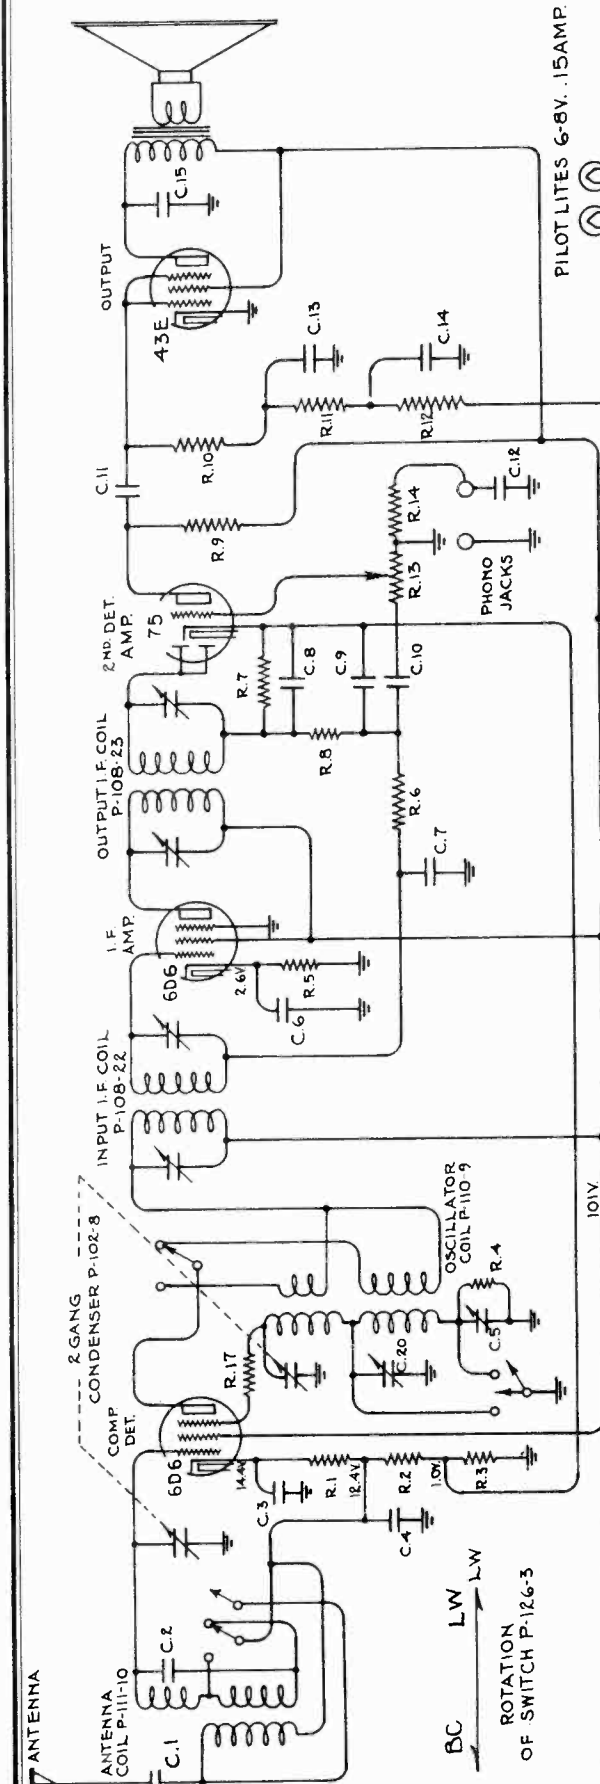 ANTENNA
ANTENNA
COIL P-111-10
C.1
C.2
BC
LW
LW
ROTATION
OF SWITCH P-126-3
2 GANG
CONDENSER P-102-8
COMP.
DET.
6D6
14.4V.
C.3
R.1
12.4V.
C.4
R.2
1.0V.
R.3
R.17
C.20
C.5
R.4
OSCILLATOR
COIL P-110-9
101V.
INPUT I.F. COIL
P-108-22
I.F.
AMP.
6D6
2.6V.
C.6
R.5
OUTPUT I.F. COIL
P-108-23
C.7
R.6
2ND. DET.
AMP.
75
R.7
C.8
R.8
C.9
C.10
R.9
R.13
R.14
PHONO
JACKS
C.12
C.11
R.10
R.11
R.12
C.13
C.14
OUTPUT
43E
C.15
PILOT LITES 6-8V. .15AMP.